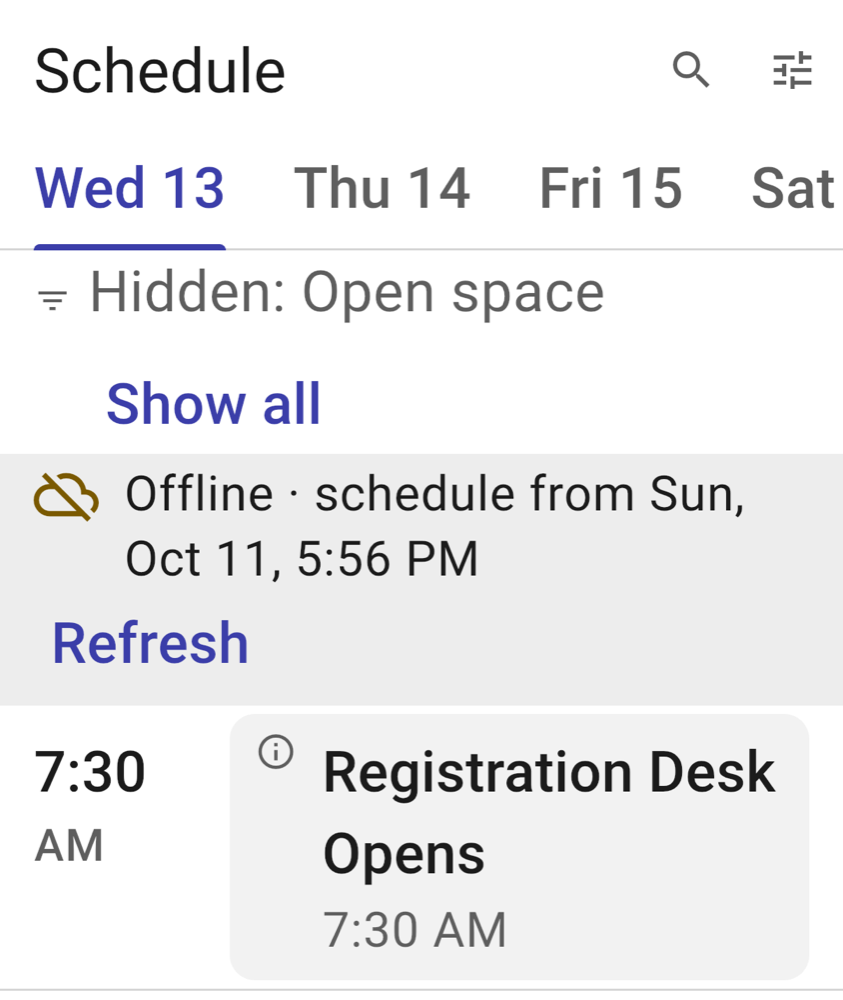 Schedule
Wed 13 Thu 14 Fri 15 Sat
Hidden: Open space
Show all
Offline · schedule from Sun,
Oct 11, 5:56 PM
Refresh
7:30
AM
Registration Desk
Opens
7:30 AM